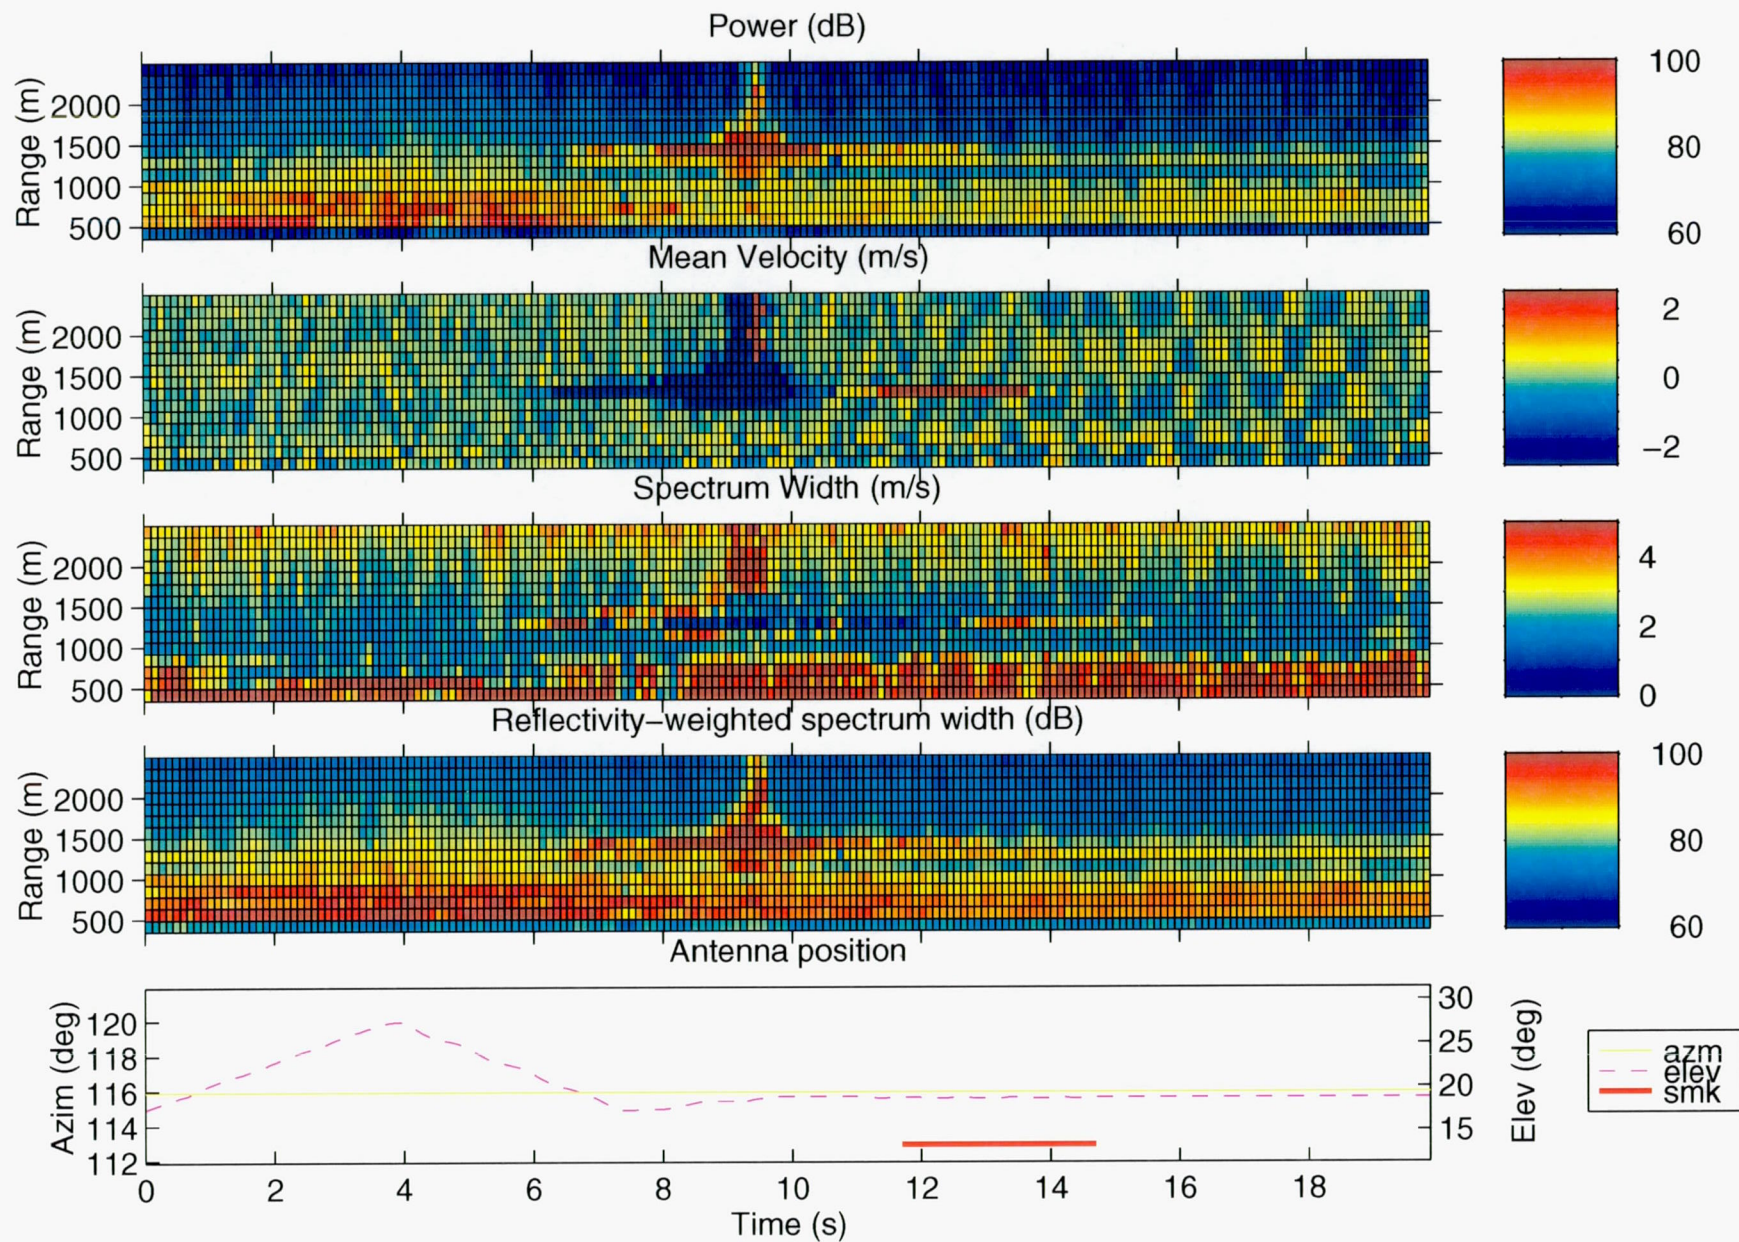 Power (dB)
Range (m)
2000
1500
1000
500
100
80
60
Mean Velocity (m/s)
Range (m)
2000
1500
1000
500
2
0
−2
Spectrum Width (m/s)
Range (m)
2000
1500
1000
500
4
2
0
Reflectivity−weighted spectrum width (dB)
Range (m)
2000
1500
1000
500
100
80
60
Antenna position
Azim (deg)
120
118
116
114
112
30
25
20
15
Elev (deg)
azm
elev
smk
0 2 4 6 8 10 12 14 16 18
Time (s)